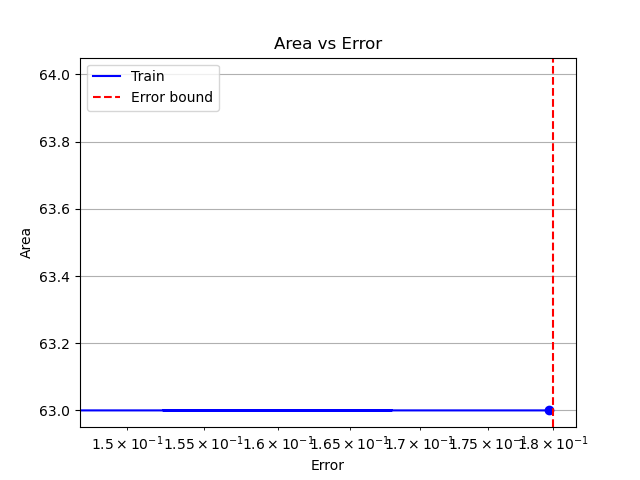 Area vs Error
Train
Error bound
64.0
63.8
63.6
63.4
63.2
63.0
Area
1.5 × 10⁻¹ 1.55 × 10⁻¹ 1.6 × 10⁻¹ 1.65 × 10⁻¹ 1.7 × 10⁻¹ 1.75 × 10⁻¹ 1.8 × 10⁻¹
Error